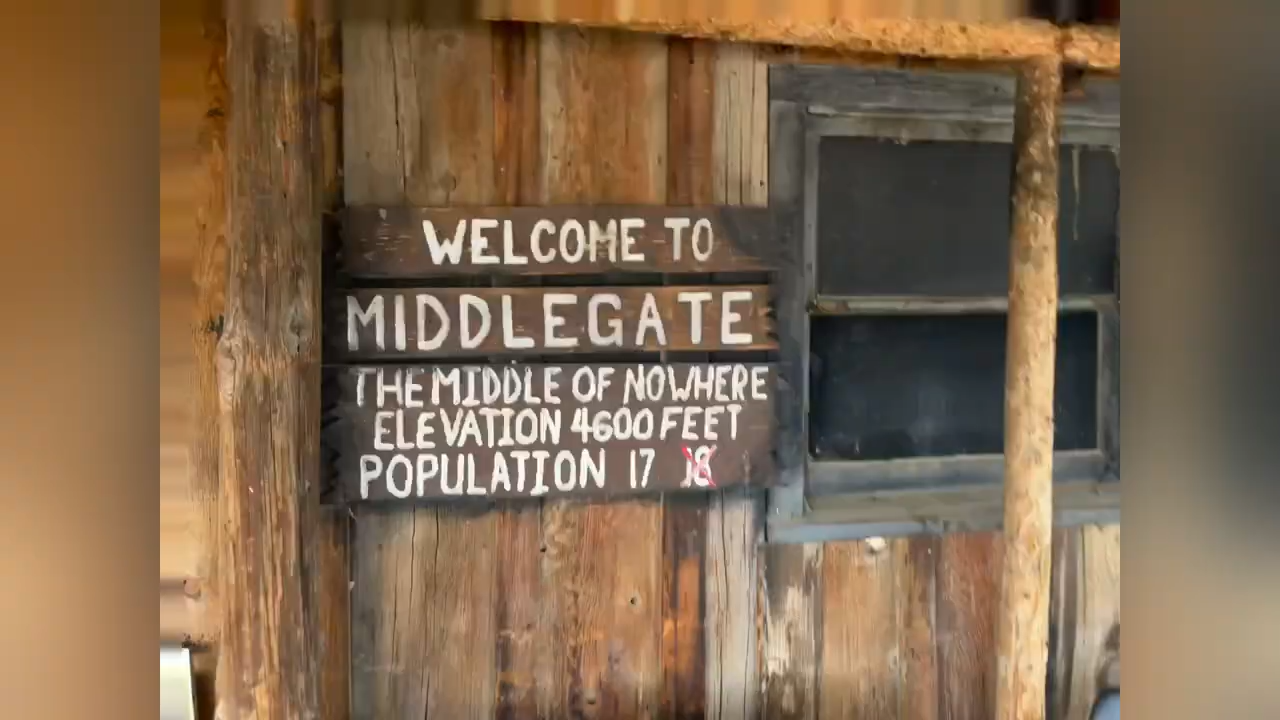 WELCOME TO
MIDDLEGATE
THE MIDDLE OF NOWHERE
ELEVATION 4600 FEET
POPULATION 17 18